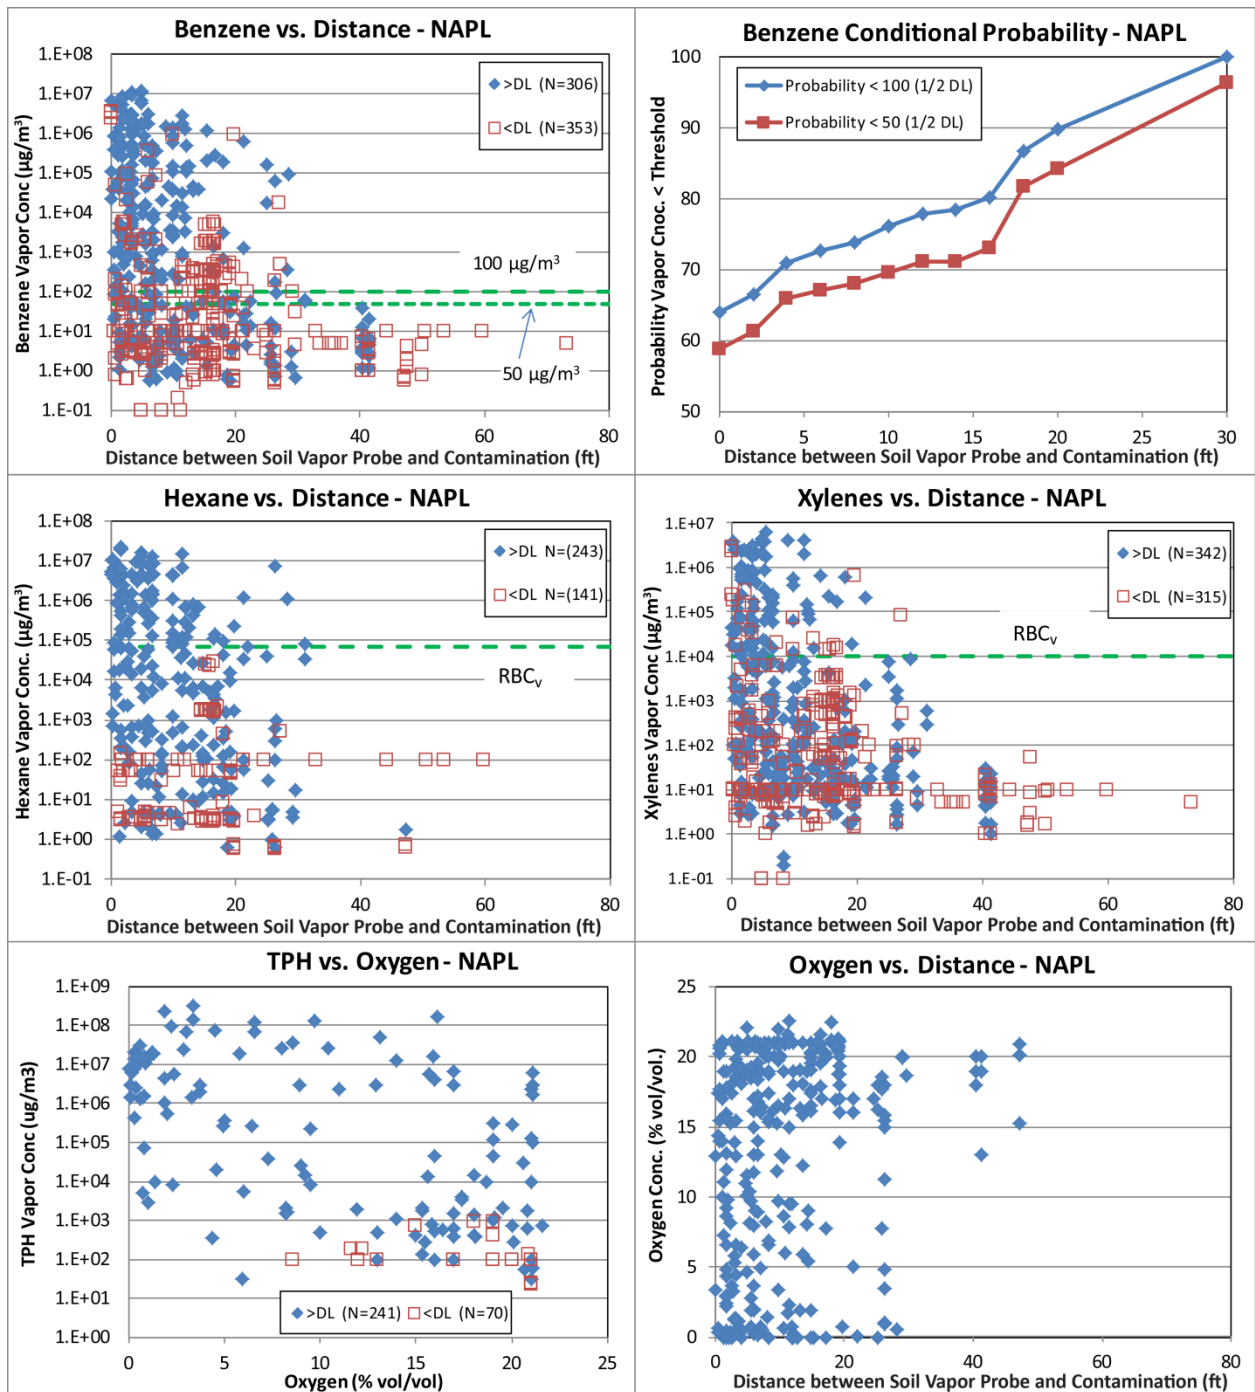 Benzene vs. Distance - NAPL
Benzene Vapor Conc (µg/m³)
1.E+08
1.E+07
1.E+06
1.E+05
1.E+04
1.E+03
1.E+02
1.E+01
1.E+00
1.E-01
>DL (N=306)
<DL (N=353)
100 µg/m³
50 µg/m³
0 20 40 60 80
Distance between Soil Vapor Probe and Contamination (ft)
Benzene Conditional Probability - NAPL
Probability Vapor Cnoc. < Threshold
100
90
80
70
60
50
Probability < 100 (1/2 DL)
Probability < 50 (1/2 DL)
0 5 10 15 20 25 30
Distance between Soil Vapor Probe and Contamination (ft)
Hexane vs. Distance - NAPL
Hexane Vapor Conc. (µg/m³)
1.E+08
1.E+07
1.E+06
1.E+05
1.E+04
1.E+03
1.E+02
1.E+01
1.E+00
1.E-01
>DL N=(243)
<DL N=(141)
RBCv
0 20 40 60 80
Distance between Soil Vapor Probe and Contamination (ft)
Xylenes vs. Distance - NAPL
Xylenes Vapor Conc (µg/m³)
1.E+07
1.E+06
1.E+05
1.E+04
1.E+03
1.E+02
1.E+01
1.E+00
1.E-01
>DL (N=342)
<DL (N=315)
RBCv
0 20 40 60 80
Distance between Soil Vapor Probe and Contamination (ft)
TPH vs. Oxygen - NAPL
TPH Vapor Conc (ug/m3)
1.E+09
1.E+08
1.E+07
1.E+06
1.E+05
1.E+04
1.E+03
1.E+02
1.E+01
1.E+00
>DL (N=241) <DL (N=70)
0 5 10 15 20 25
Oxygen (% vol/vol)
Oxygen vs. Distance - NAPL
Oxygen Conc. (% vol/vol.)
25
20
15
10
5
0
0 20 40 60 80
Distance between Soil Vapor Probe and Contamination (ft)